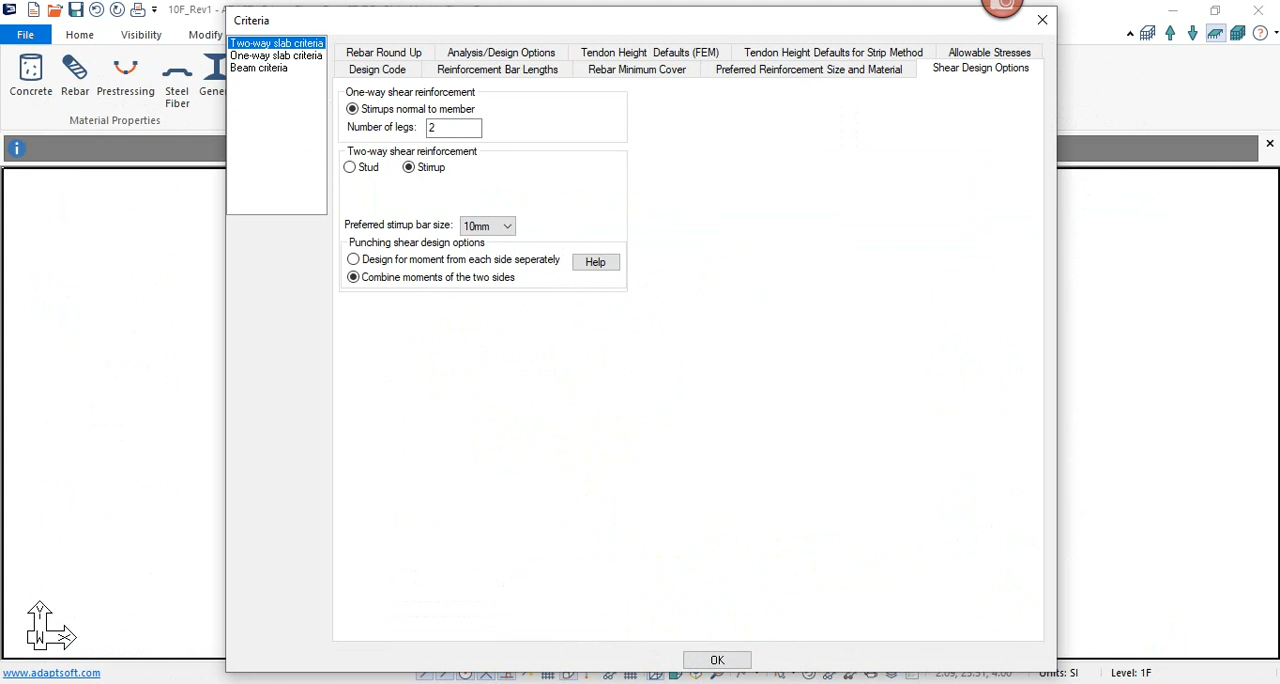 10F_Rev1 - A
File
Home
Visibility
Modify
Concrete
Rebar
Prestressing
Steel Fiber
Gener
Material Properties
Criteria
Two-way slab criteria
One-way slab criteria
Beam criteria
Rebar Round Up
Analysis/Design Options
Tendon Height Defaults (FEM)
Tendon Height Defaults for Strip Method
Allowable Stresses
Design Code
Reinforcement Bar Lengths
Rebar Minimum Cover
Preferred Reinforcement Size and Material
Shear Design Options
One-way shear reinforcement
Stirrups normal to member
Number of legs: 2
Two-way shear reinforcement
Stud
Stirrup
Preferred stirrup bar size: 10mm
Punching shear design options
Design for moment from each side seperately
Help
Combine moments of the two sides
OK
W
X
www.adaptsoft.com
Units: SI
Level: 1F